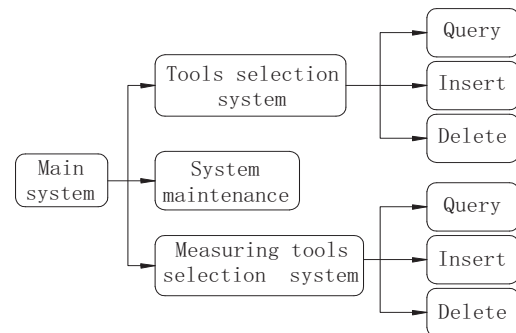 Main
system
Tools selection
system
Query
Insert
Delete
System
maintenance
Measuring tools
selection system
Query
Insert
Delete